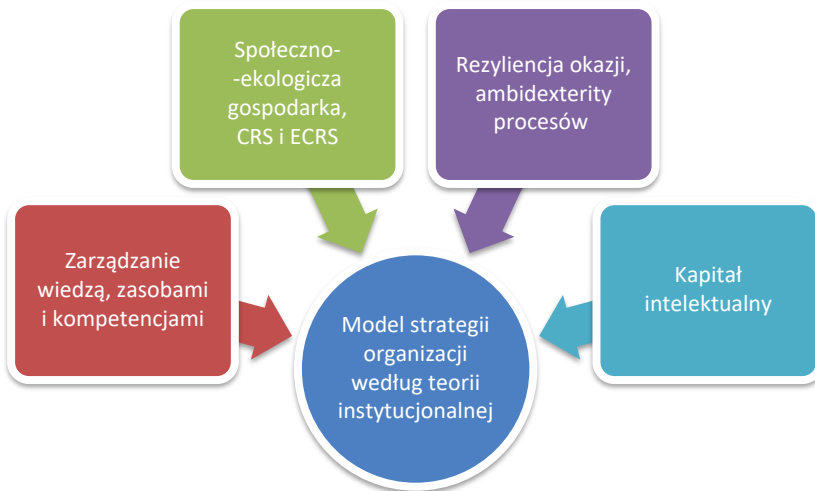 Społeczno-
-ekologicza
gospodarka,
CRS i ECRS
Rezyliencja okazji,
ambidexterity
procesów
Zarządzanie
wiedzą, zasobami
i kompetencjami
Kapitał
intelektualny
Model strategii
organizacji
według teorii
instytucjonalnej